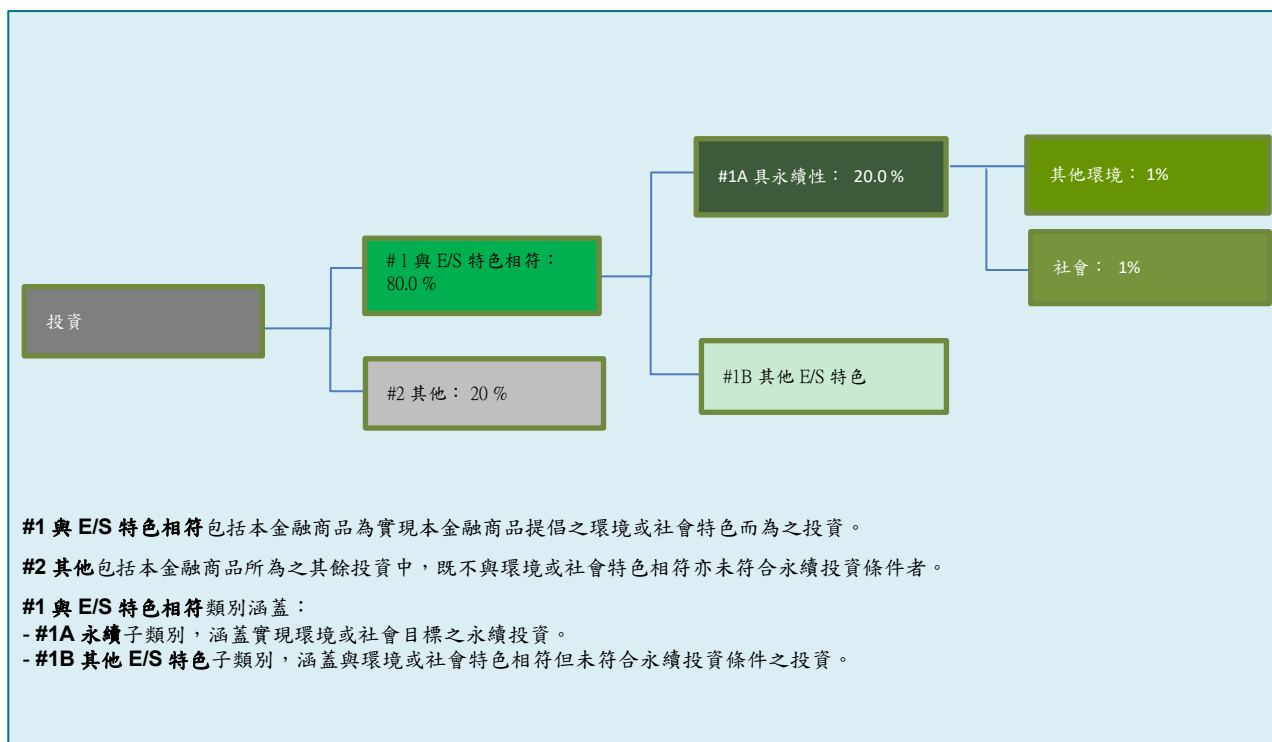 #1A 具永續性： 20.0 %
其他環境： 1%
# 1 與 E/S 特色相符：
80.0 %
社會： 1%
投資
#2 其他： 20 %
#1B 其他 E/S 特色
#1 與 E/S 特色相符包括本金融商品為實現本金融商品提倡之環境或社會特色而為之投資。
#2 其他包括本金融商品所為之其餘投資中，既不與環境或社會特色相符亦未符合永續投資條件者。
#1 與 E/S 特色相符類別涵蓋：
- #1A 永續子類別，涵蓋實現環境或社會目標之永續投資。
- #1B 其他 E/S 特色子類別，涵蓋與環境或社會特色相符但未符合永續投資條件之投資。